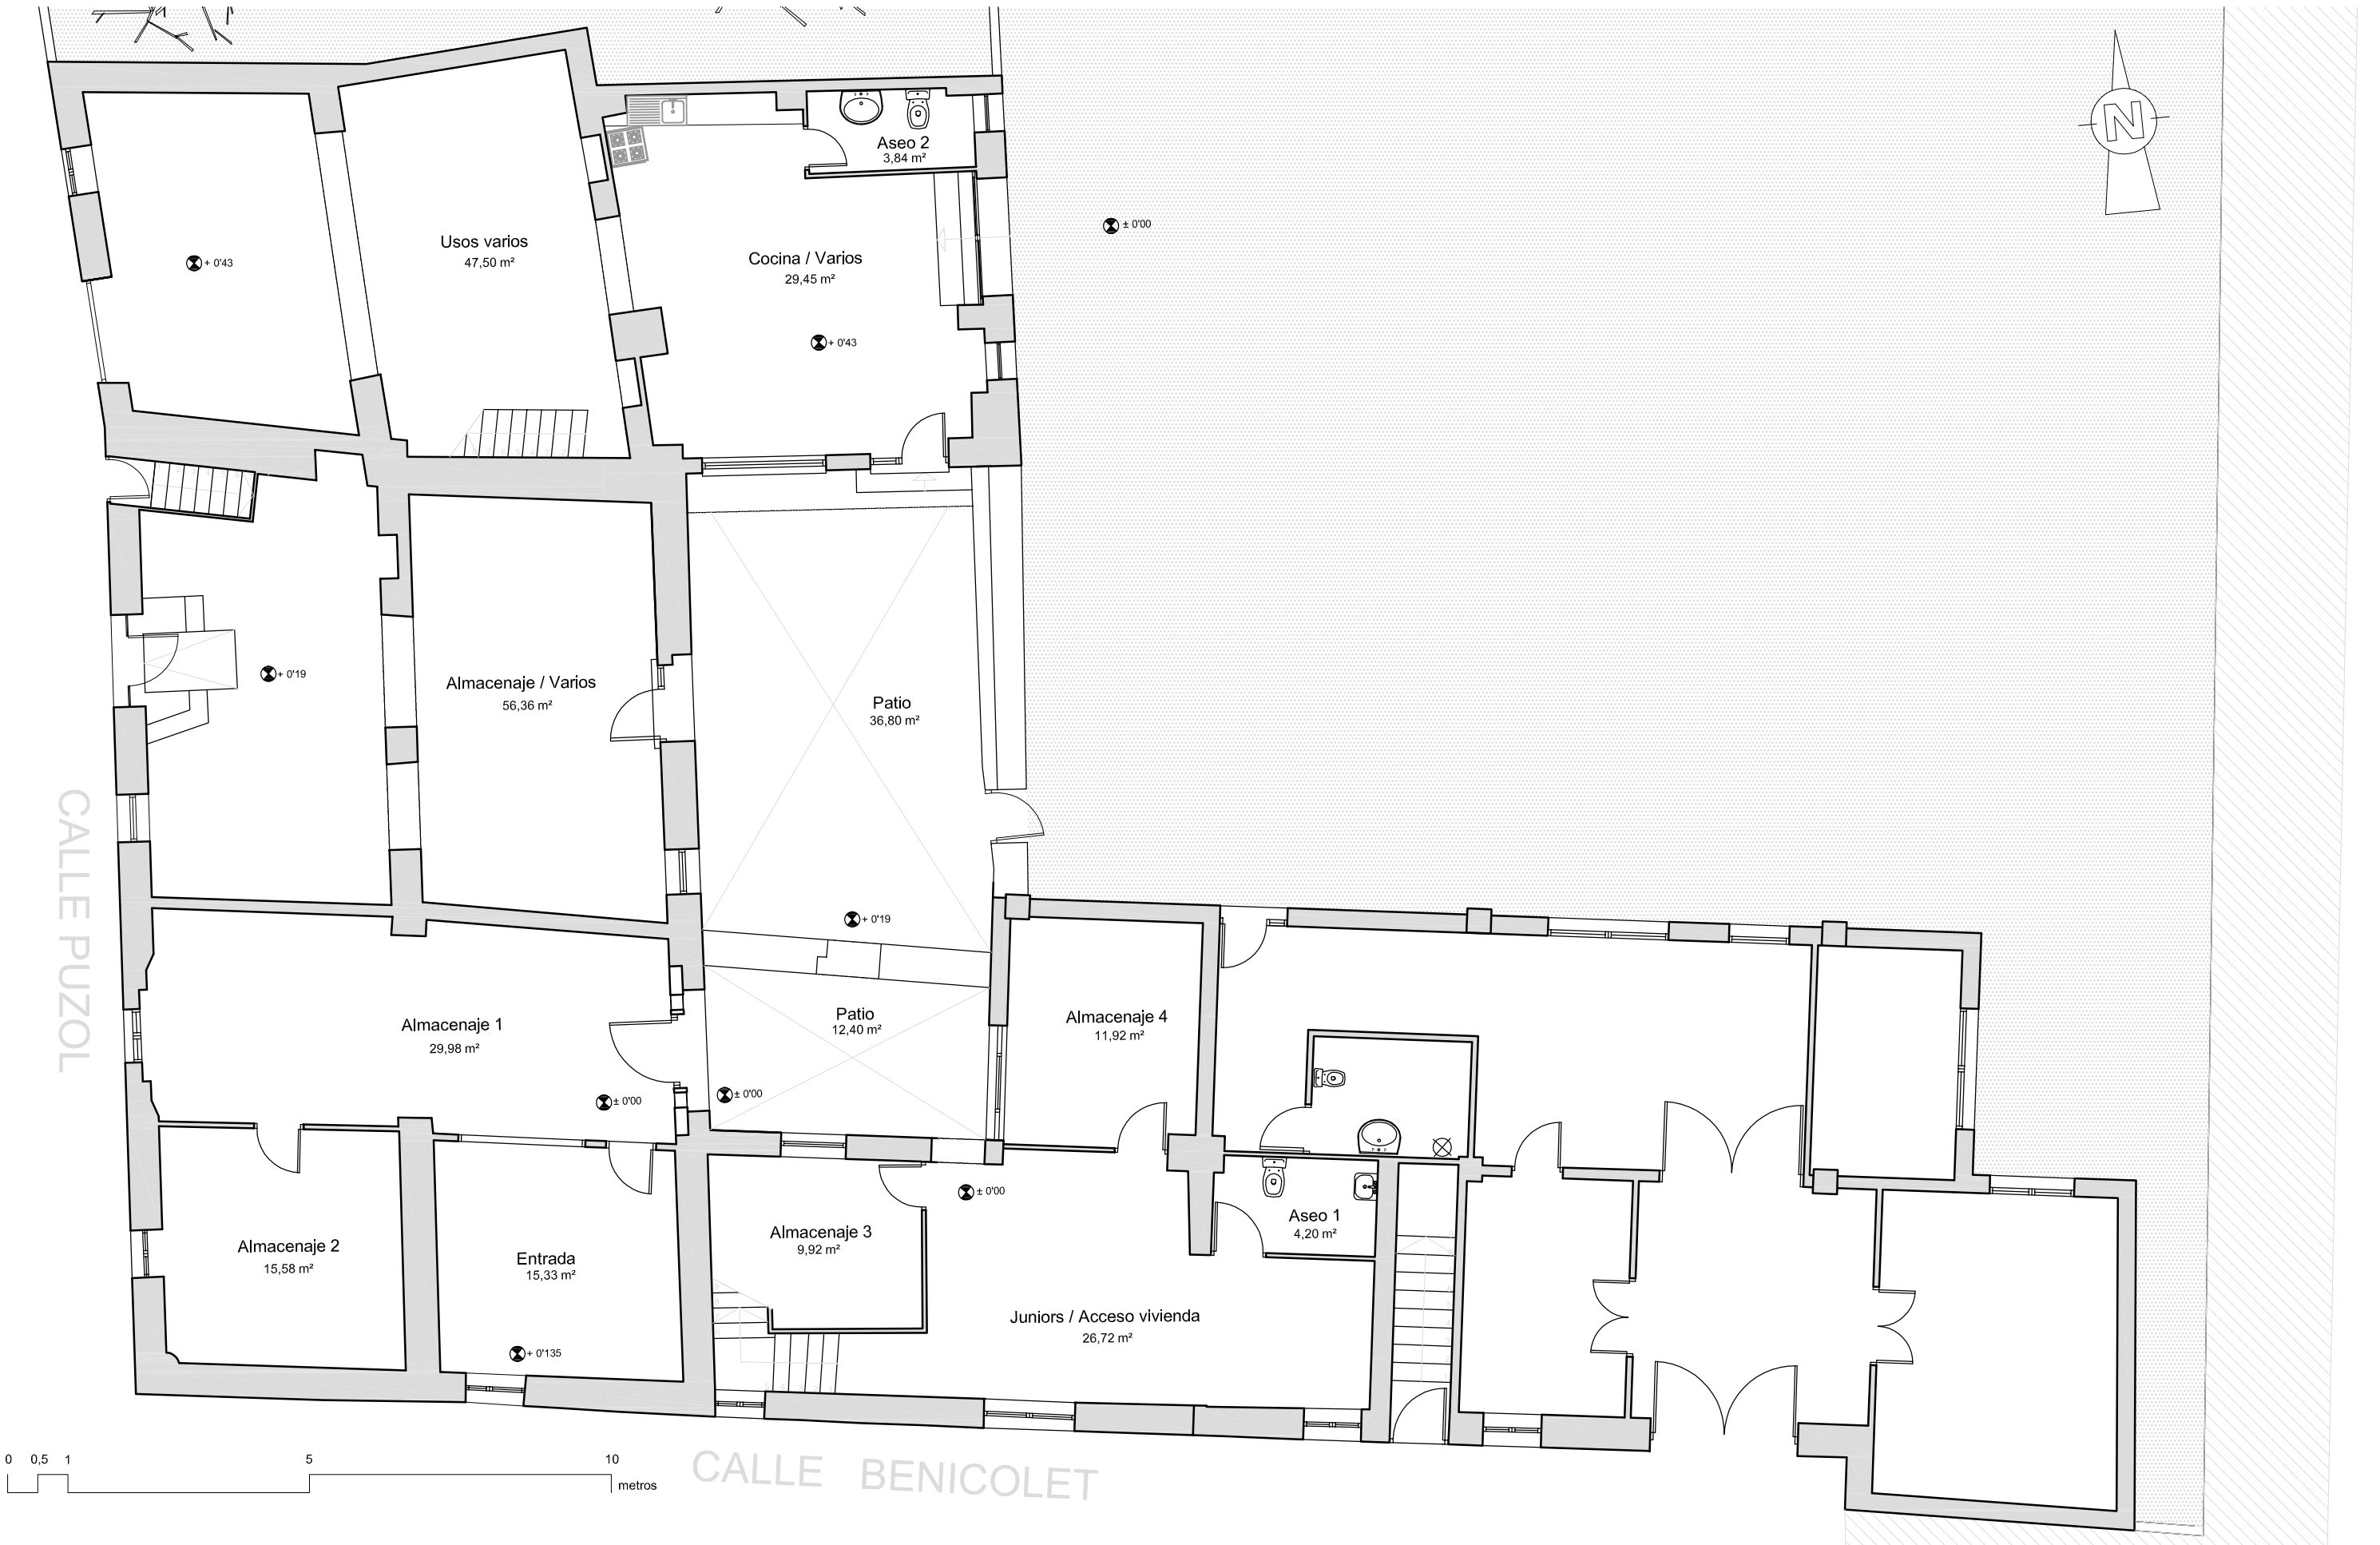 N
Aseo 2
3,84 m²
± 0'00
Usos varios
47,50 m²
+ 0'43
Cocina / Varios
29,45 m²
+ 0'43
+ 0'19
Almacenaje / Varios
56,36 m²
Patio
36,80 m²
CALLE PUZOL
+ 0'19
Almacenaje 1
29,98 m²
Patio
12,40 m²
Almacenaje 4
11,92 m²
± 0'00
± 0'00
± 0'00
Almacenaje 2
15,58 m²
Entrada
15,33 m²
Almacenaje 3
9,92 m²
Aseo 1
4,20 m²
Juniors / Acceso vivienda
26,72 m²
+ 0'135
0 0,5 1 5 10
metros
CALLE BENICOLET